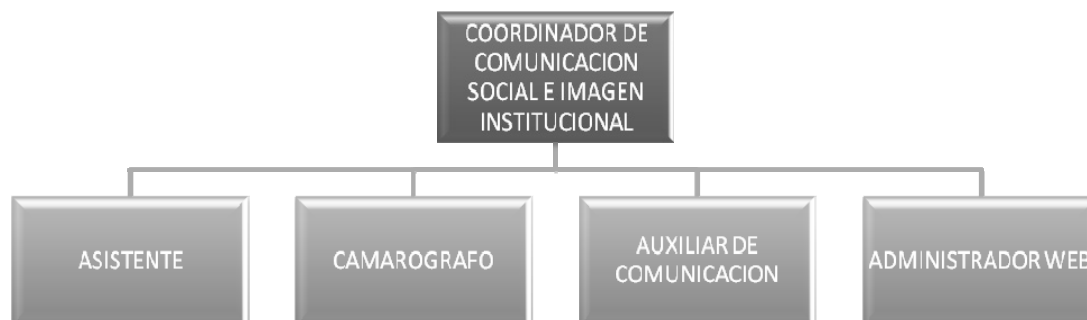 COORDINADOR DE
COMUNICACION
SOCIAL E IMAGEN
INSTITUCIONAL
ASISTENTE
CAMAROGRAFO
AUXILIAR DE
COMUNICACION
ADMINISTRADOR WEB